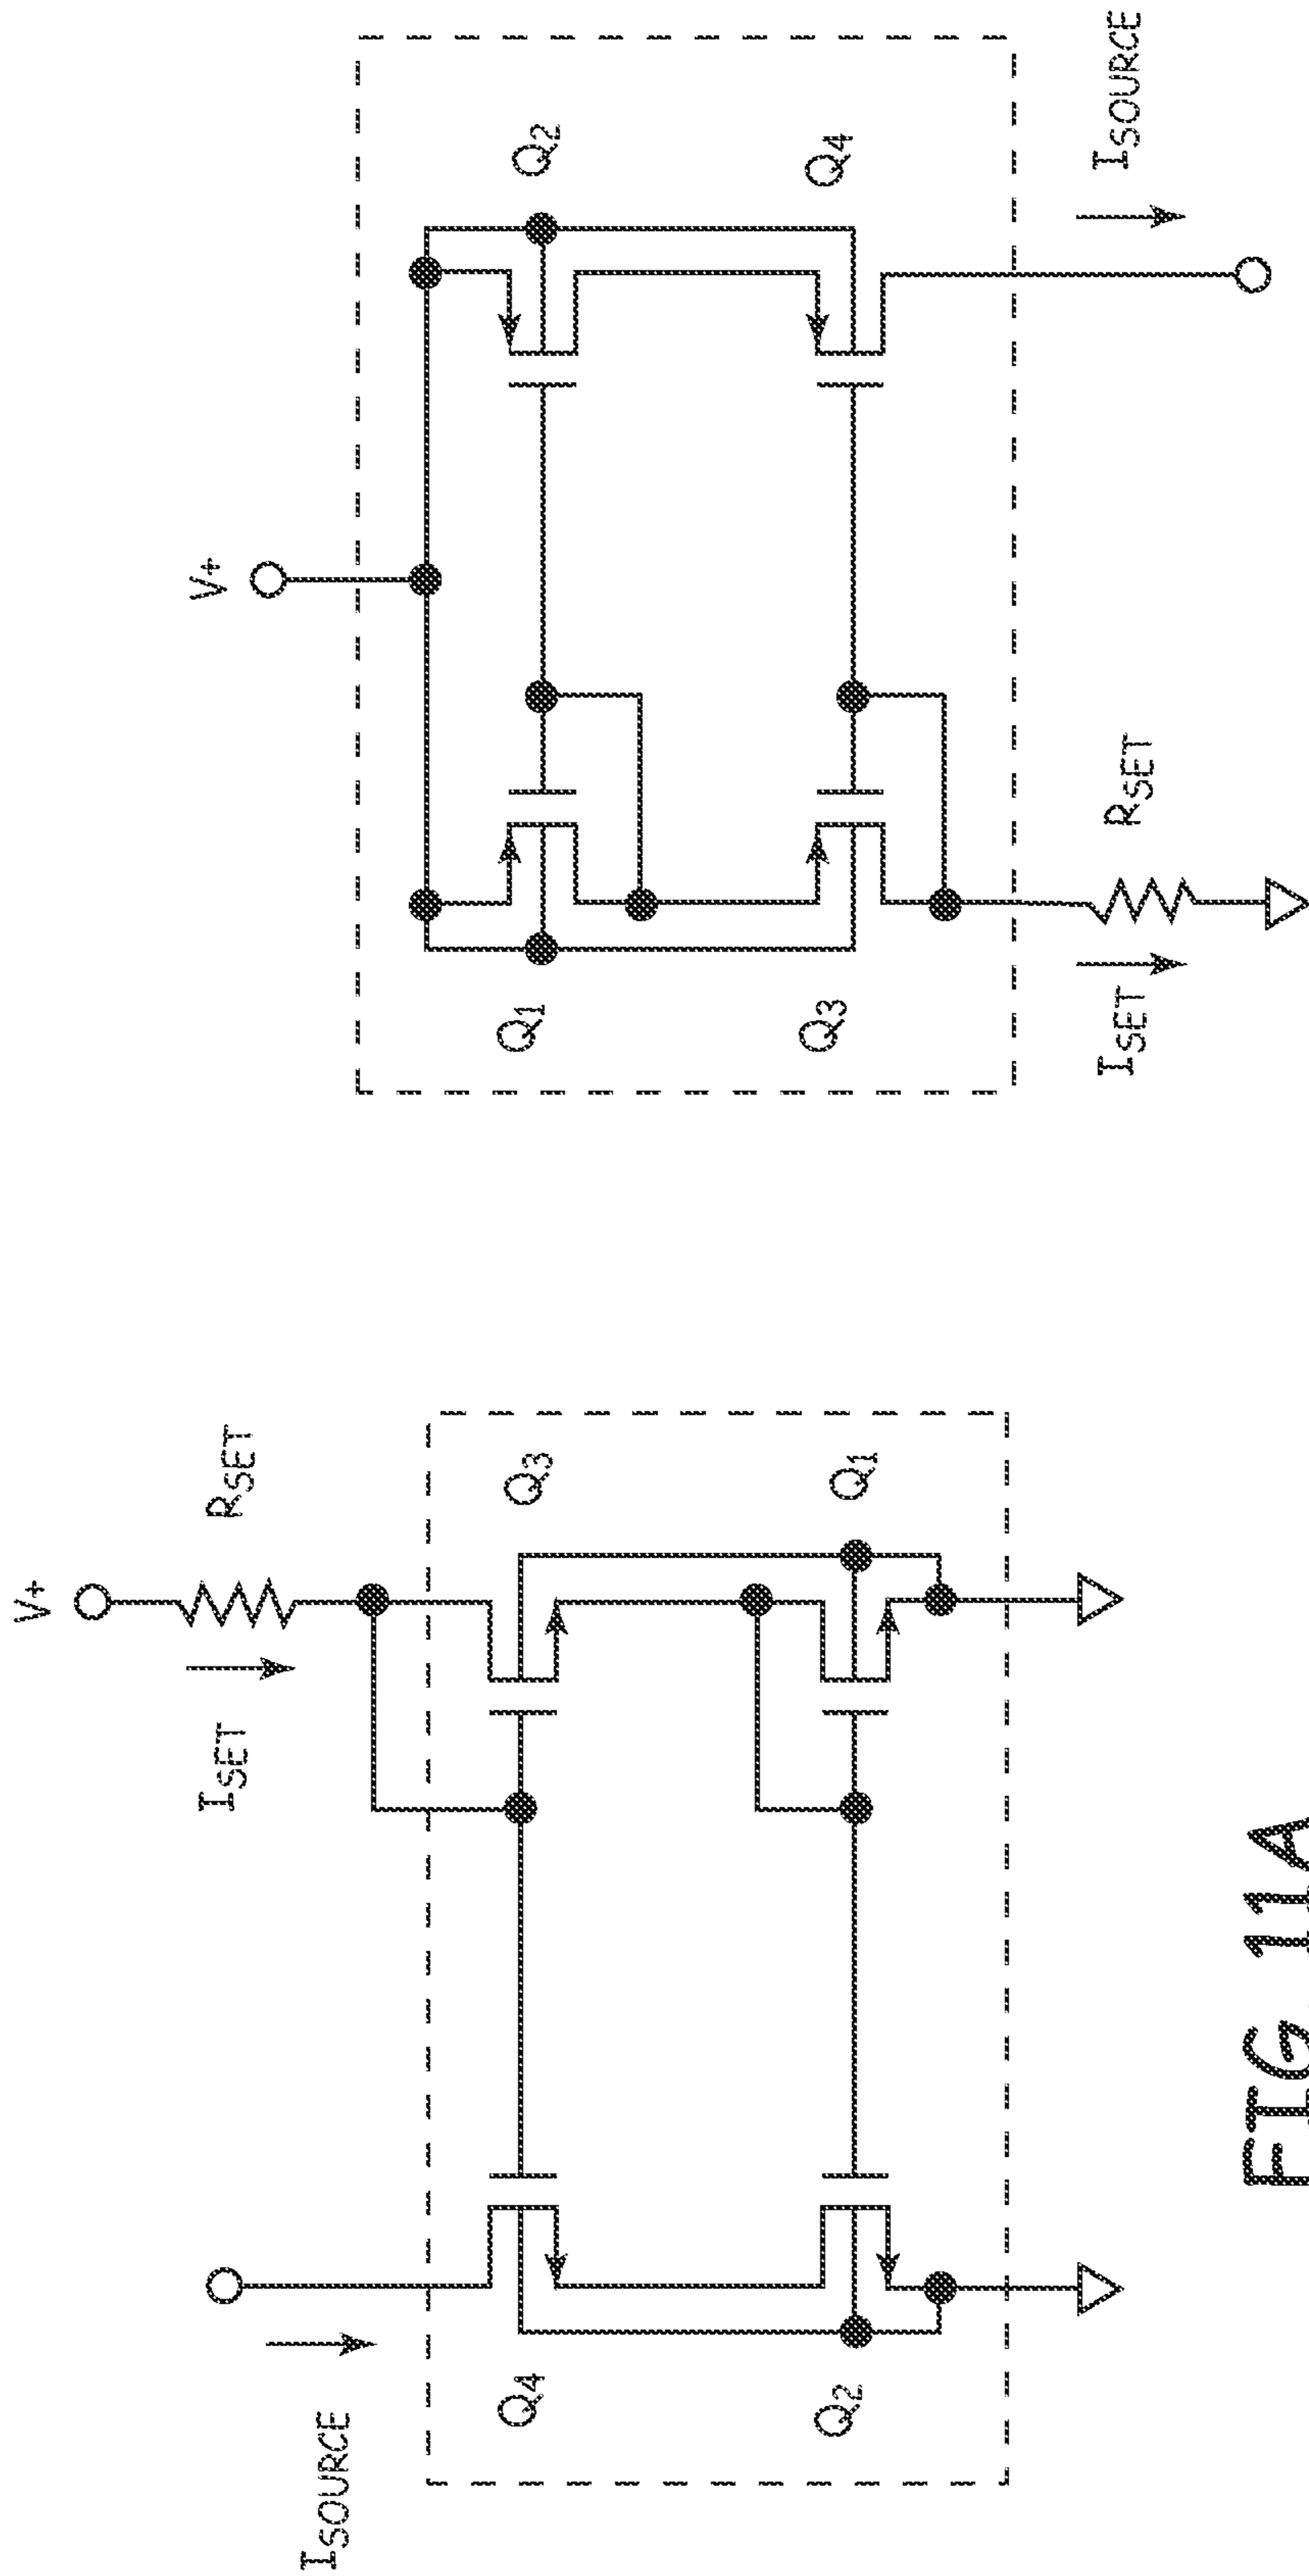 V+
Q2
Q4
ISOURCE
Q1
Q3
ISET
RSET
V+
RSET
ISET
Q3
Q1
ISOURCE
Q4
Q2
FIG. 11A